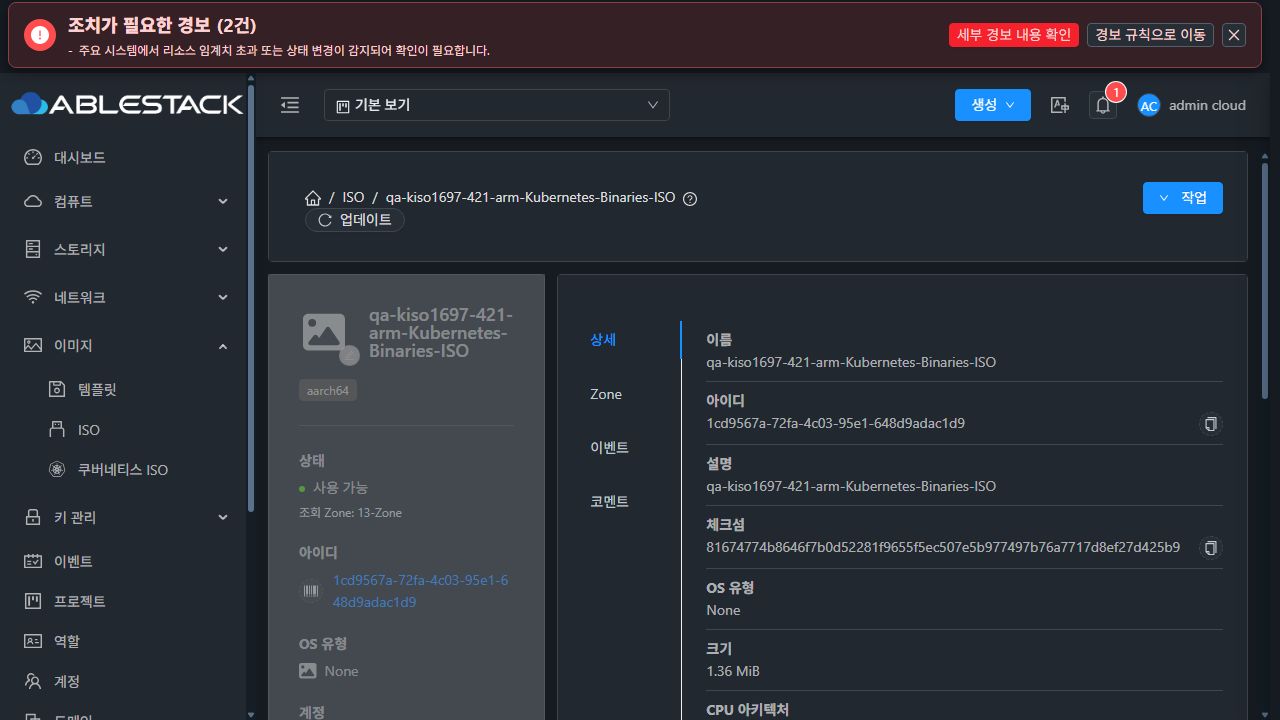 조치가 필요한 경보 (2건)
- 주요 시스템에서 리소스 임계치 초과 또는 상태 변경이 감지되어 확인이 필요합니다.
세부 경보 내용 확인
경보 규칙으로 이동
ABLESTACK
기본 보기
생성
1
AC
admin cloud
대시보드
컴퓨트
스토리지
네트워크
이미지
템플릿
ISO
쿠버네티스 ISO
키 관리
이벤트
프로젝트
역할
계정
/ ISO / qa-kiso1697-421-arm-Kubernetes-Binaries-ISO
업데이트
작업
qa-kiso1697-421-
arm-Kubernetes-
Binaries-ISO
aarch64
상태
사용 가능
조회 Zone: 13-Zone
아이디
1cd9567a-72fa-4c03-95e1-6
48d9adac1d9
OS 유형
None
계정
상세
Zone
이벤트
코멘트
이름
qa-kiso1697-421-arm-Kubernetes-Binaries-ISO
아이디
1cd9567a-72fa-4c03-95e1-648d9adac1d9
설명
qa-kiso1697-421-arm-Kubernetes-Binaries-ISO
체크섬
81674774b8646f7b0d52281f9655f5ec507e5b977497b76a7717d8ef27d425b9
OS 유형
None
크기
1.36 MiB
CPU 아키텍처